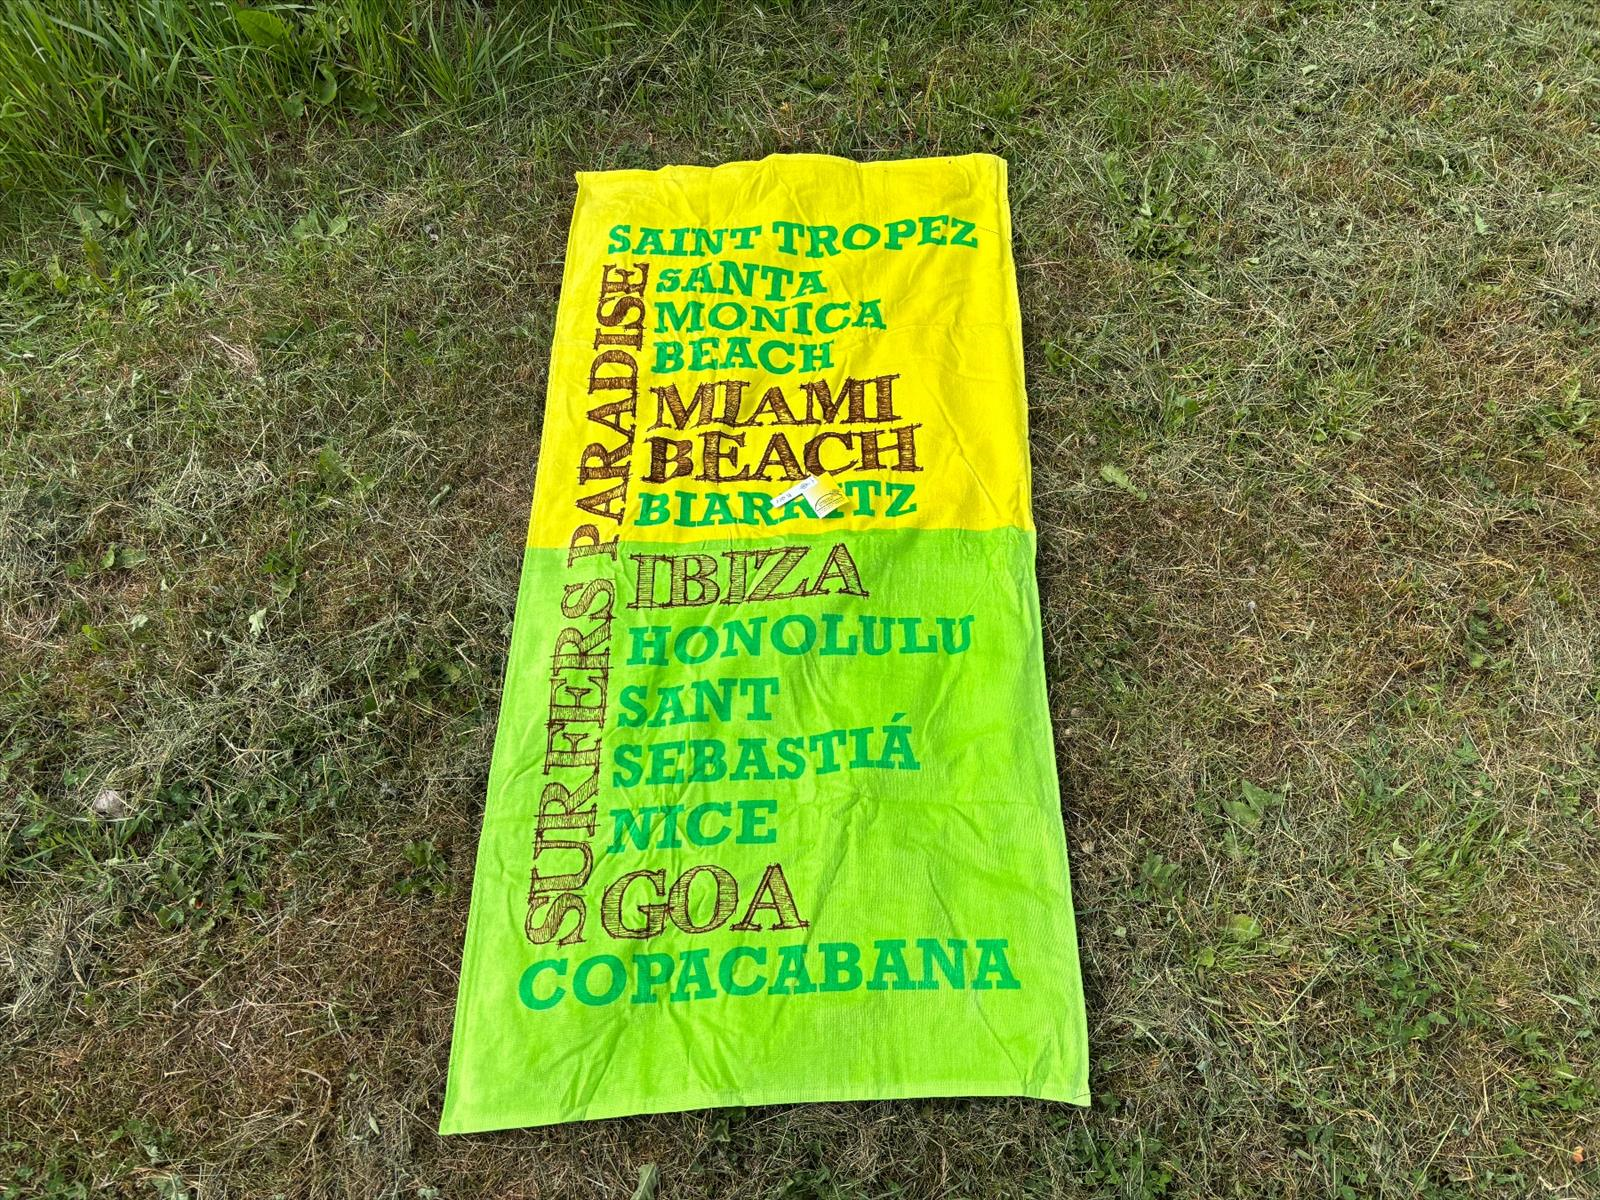 SAINT TROPEZ
SURFERS PARADISE
SANTA
MONICA
BEACH
MIAMI
BEACH
BIARRITZ
IBIZA
HONOLULU
SANT
SEBASTIÁ
NICE
GOA
COPACABANA